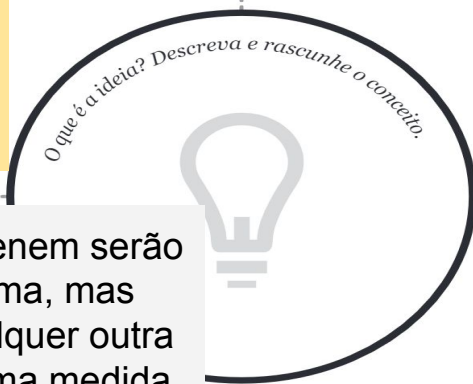 O que é a ideia? Descreva e rascunhe o conceito.
enem serão
ma, mas
lquer outra
ma medida